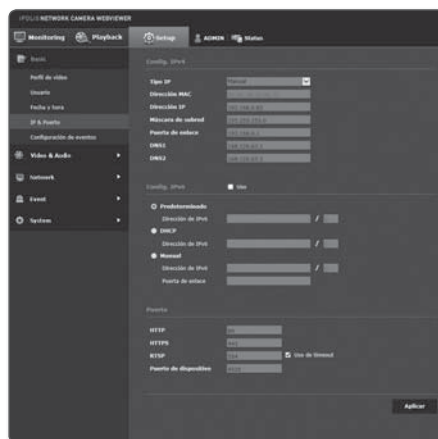 iPOLiS NETWORK CAMERA WEBVIEWER
Monitoring Playback Setup ADMIN Status
Basic
Perfil de vídeo
Usuario
Fecha y hora
IP & Puerto
Configuración de eventos
Video & Audio
Network
Event
System
Config. IPv4
Tipo IP Manual
Dirección MAC
Dirección IP
Máscara de subred
Puerta de enlace
DNS1
DNS2
Config. IPv6 Uso
Predeterminado
Dirección de IPv6 /
DHCP
Dirección de IPv6 /
Manual
Dirección de IPv6 /
Puerta de enlace
Puerto
HTTP
HTTPS
RTSP Uso de timeout
Puerto de dispositivo
Aplicar